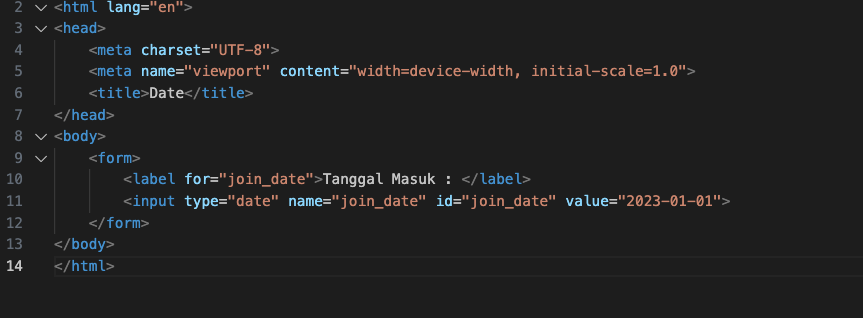 2 <html lang="en">
3 <head>
4 <meta charset="UTF-8">
5 <meta name="viewport" content="width=device-width, initial-scale=1.0">
6 <title>Date</title>
7 </head>
8 <body>
9 <form>
10 <label for="join_date">Tanggal Masuk : </label>
11 <input type="date" name="join_date" id="join_date" value="2023-01-01">
12 </form>
13 </body>
14 </html>